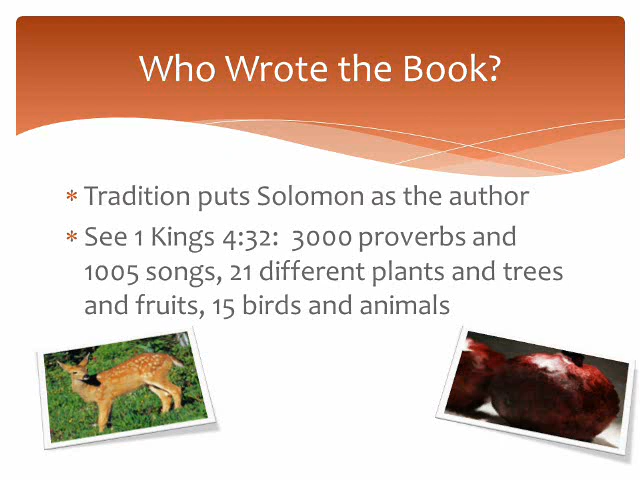 Who Wrote the Book?
* Tradition puts Solomon as the author
* See 1 Kings 4:32:  3000 proverbs and
1005 songs, 21 different plants and trees
and fruits, 15 birds and animals